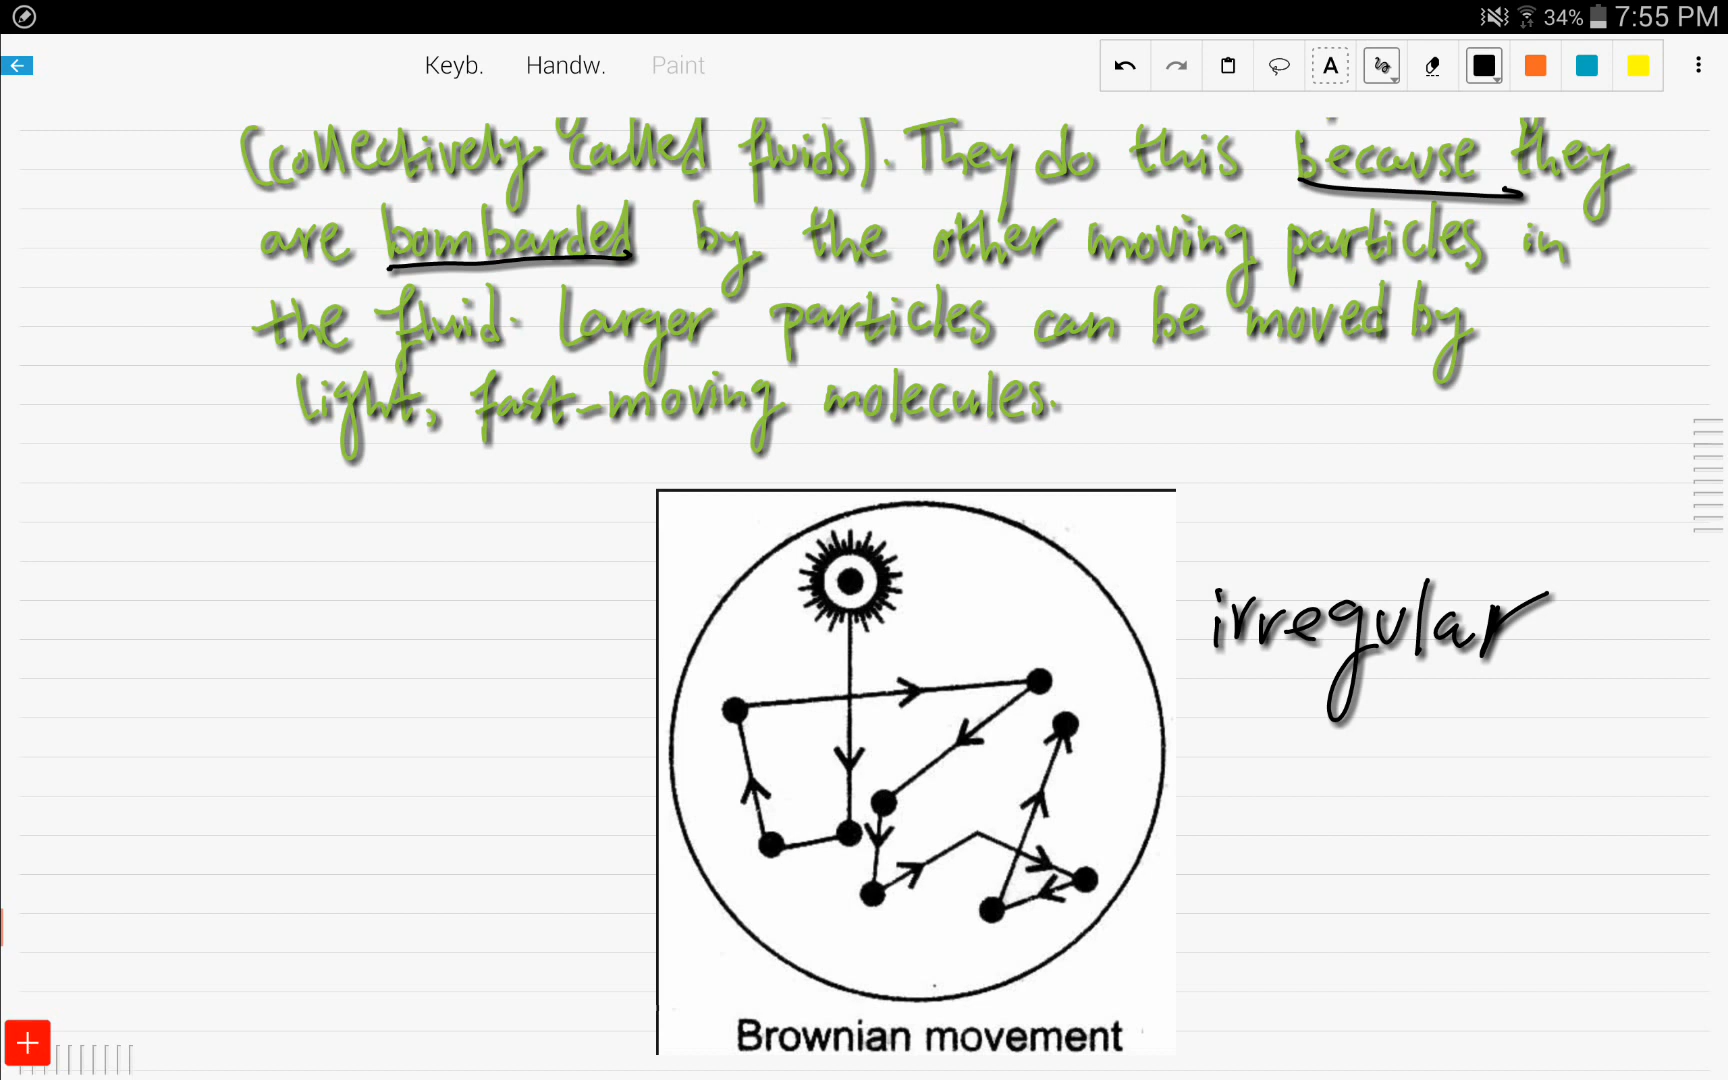 34% 7:55 PM
Keyb. Handw. Paint
A
(collectively called fluids). They do this because they
are bombarded by the other moving particles in
the fluid. Larger particles can be moved by
light, fast-moving molecules.
irregular
Brownian movement